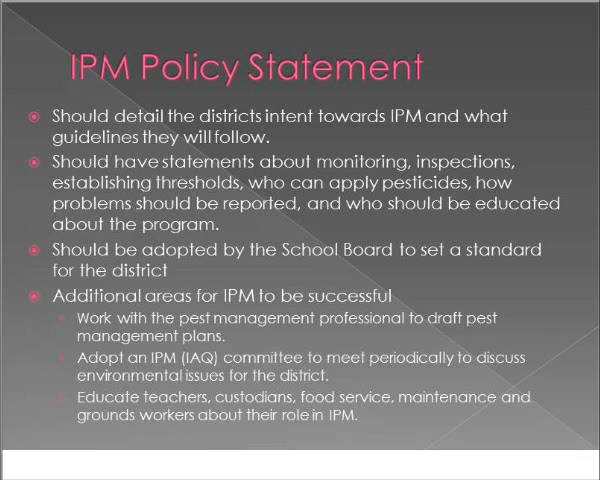 IPM Policy Statement
Should detail the districts intent towards IPM and what
guidelines they will follow.
Should have statements about monitoring, inspections,
establishing thresholds, who can apply pesticides, how
problems should be reported, and who should be educated
about the program.
Should be adopted by the School Board to set a standard
for the district
Additional areas for IPM to be successful
Work with the pest management professional to draft pest
management plans.
Adopt an IPM (IAQ) committee to meet periodically to discuss
environmental issues for the district.
Educate teachers, custodians, food service, maintenance and
grounds workers about their role in IPM.